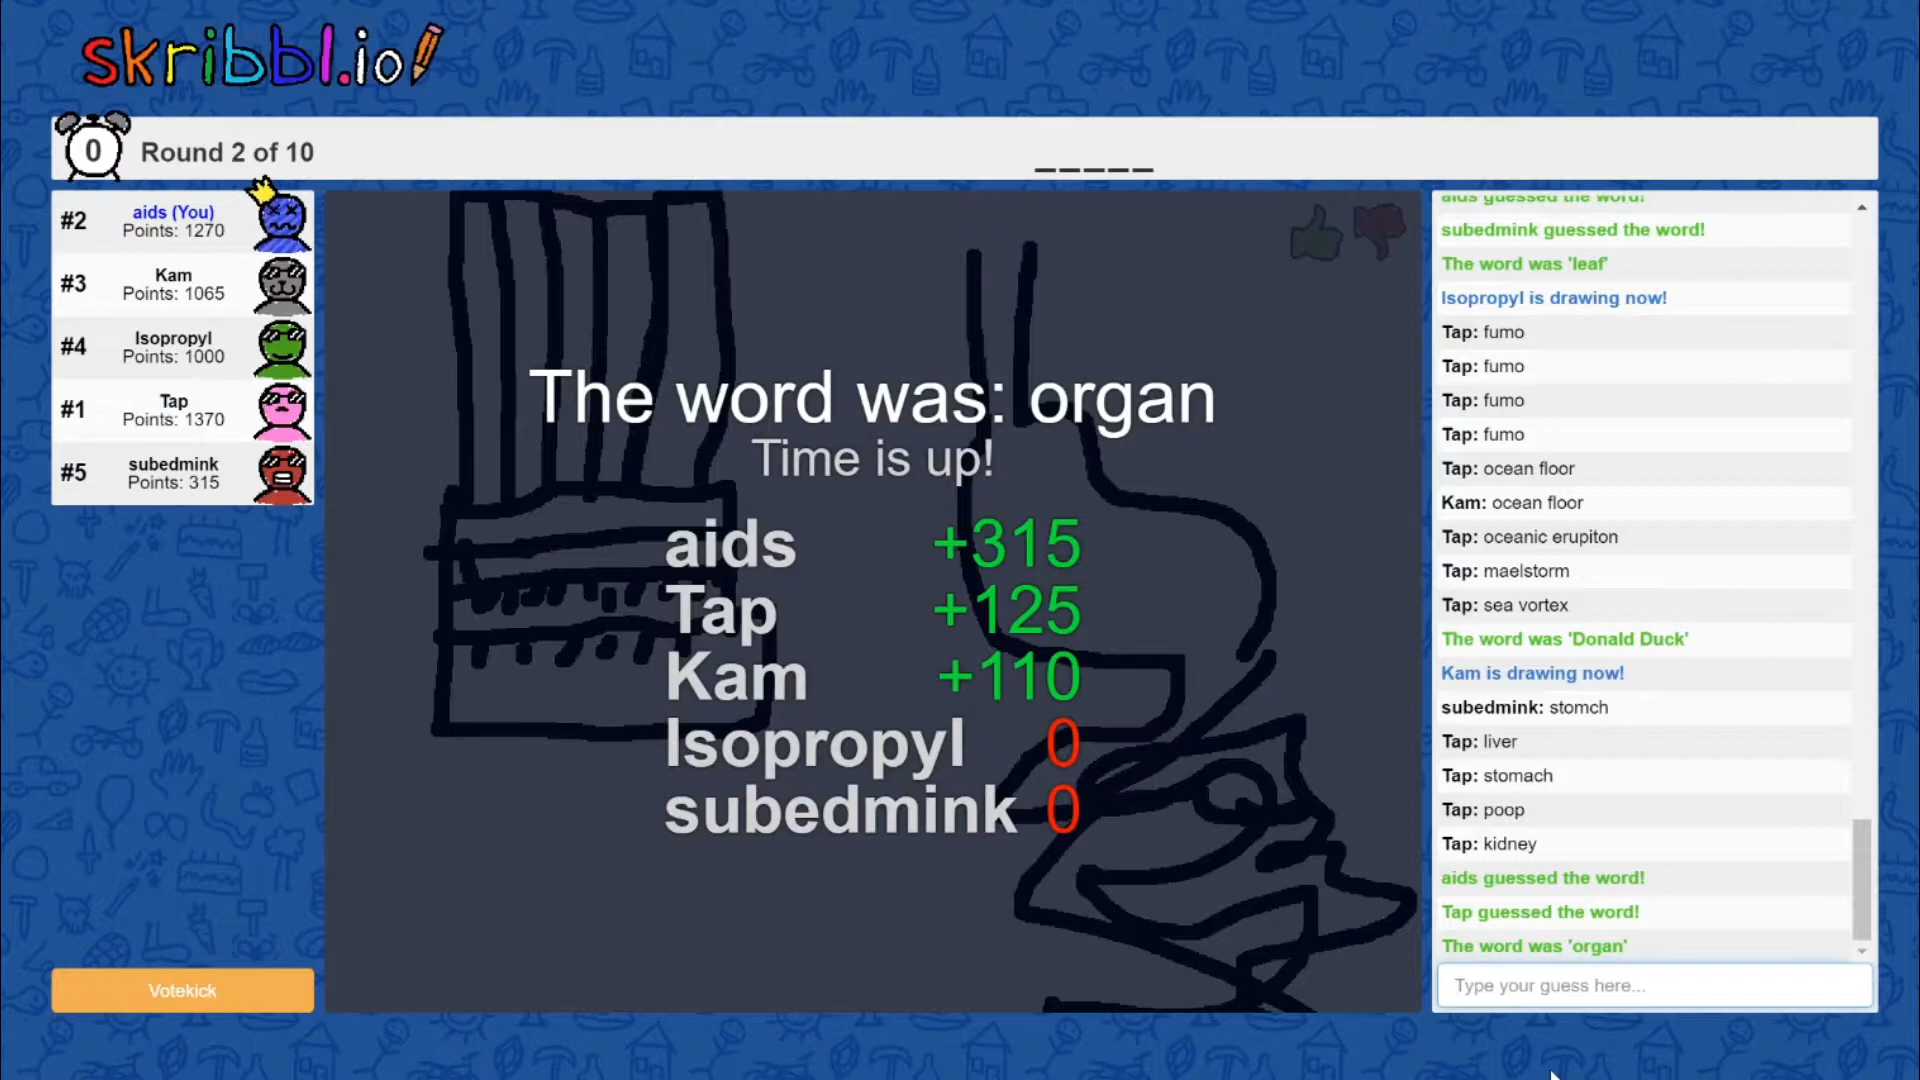 skribbl.io
0
Round 2 of 10
_____
#2
aids (You)
Points: 1270
#3
Kam
Points: 1065
#4
Isopropyl
Points: 1000
#1
Tap
Points: 1370
#5
subedmink
Points: 315
Votekick
The word was: organ
Time is up!
aids +315
Tap +125
Kam +110
Isopropyl 0
subedmink 0
aids guessed the word!
subedmink guessed the word!
The word was 'leaf'
Isopropyl is drawing now!
Tap: fumo
Tap: fumo
Tap: fumo
Tap: fumo
Tap: ocean floor
Kam: ocean floor
Tap: oceanic erupiton
Tap: maelstorm
Tap: sea vortex
The word was 'Donald Duck'
Kam is drawing now!
subedmink: stomch
Tap: liver
Tap: stomach
Tap: poop
Tap: kidney
aids guessed the word!
Tap guessed the word!
The word was 'organ'
Type your guess here...